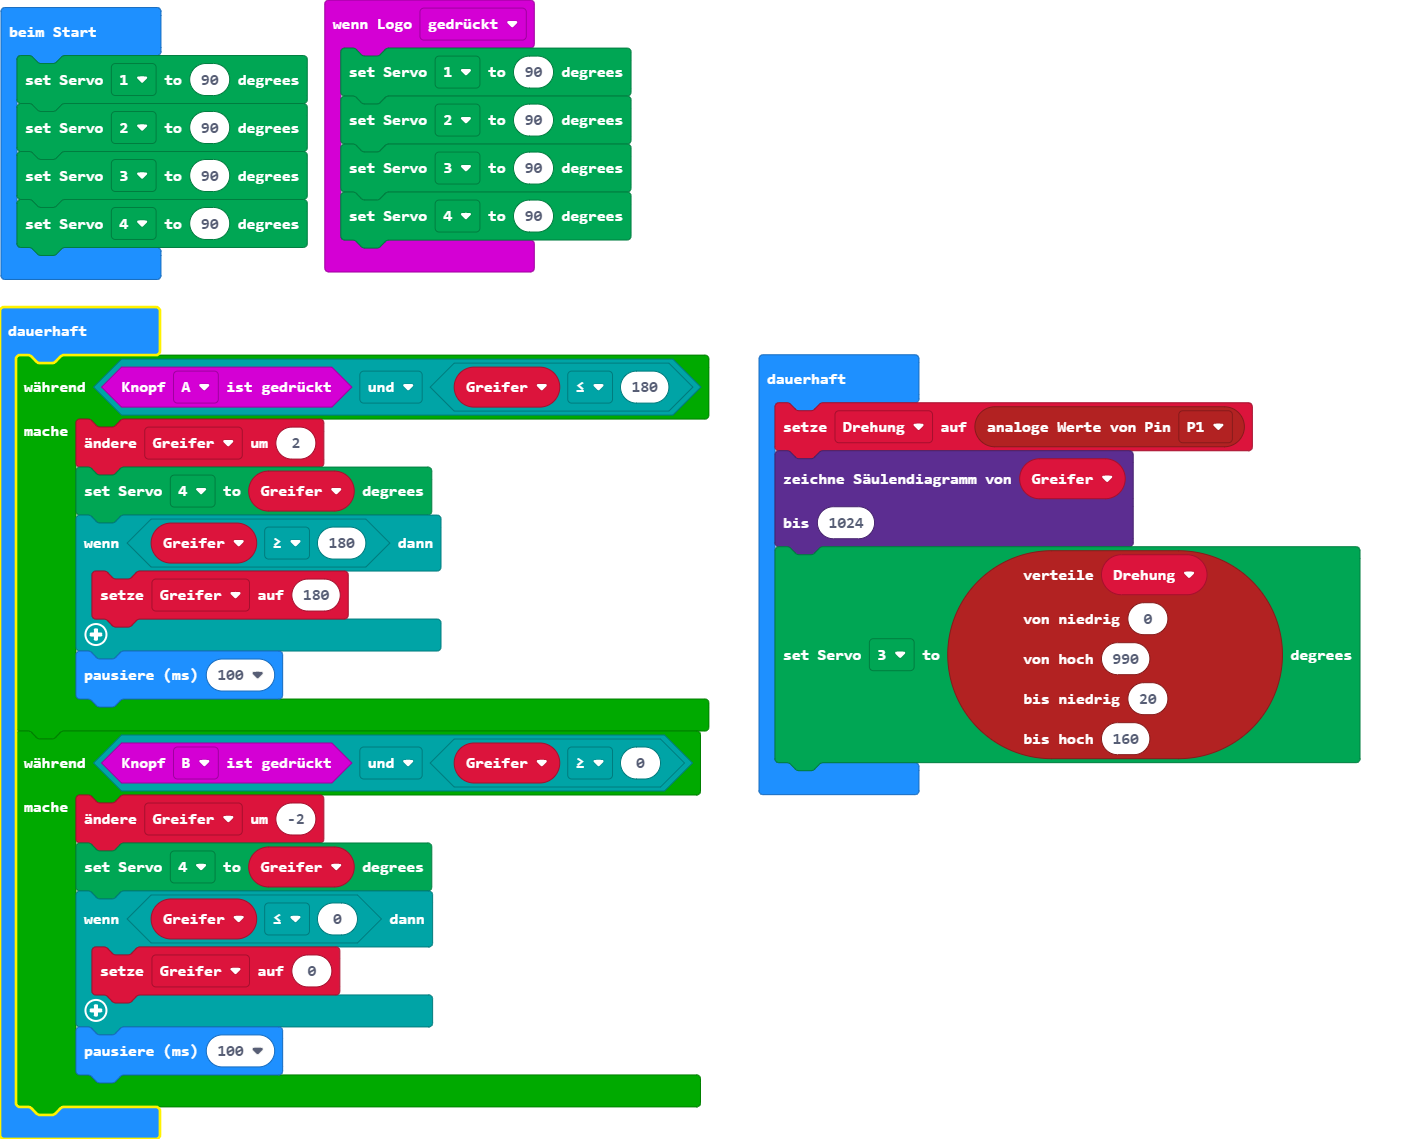 beim Start
set Servo 1 to 90 degrees
set Servo 2 to 90 degrees
set Servo 3 to 90 degrees
set Servo 4 to 90 degrees
wenn Logo gedrückt
set Servo 1 to 90 degrees
set Servo 2 to 90 degrees
set Servo 3 to 90 degrees
set Servo 4 to 90 degrees
dauerhaft
während Knopf A ist gedrückt und Greifer ≤ 180
mache
ändere Greifer um 2
set Servo 4 to Greifer degrees
wenn Greifer ≥ 180 dann
setze Greifer auf 180
pausiere (ms) 100
während Knopf B ist gedrückt und Greifer ≥ 0
mache
ändere Greifer um -2
set Servo 4 to Greifer degrees
wenn Greifer ≤ 0 dann
setze Greifer auf 0
pausiere (ms) 100
dauerhaft
setze Drehung auf analoge Werte von Pin P1
zeichne Säulendiagramm von Greifer
bis 1024
set Servo 3 to verteile Drehung
von niedrig 0
von hoch 990
bis niedrig 20
bis hoch 160
degrees